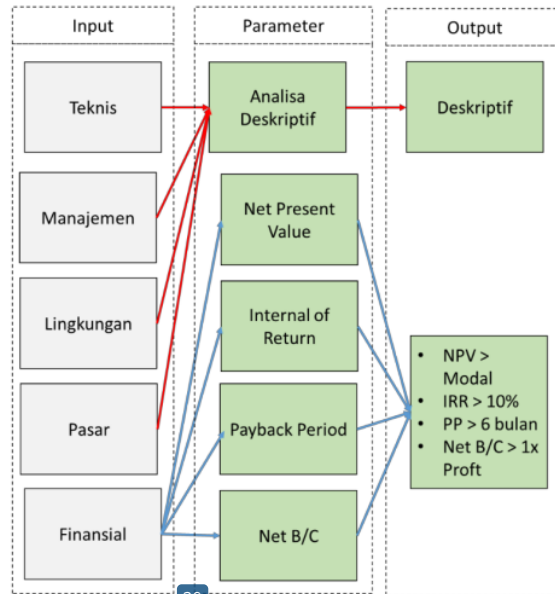 Input
Parameter
Output
Teknis
Analisa
Deskriptif
Deskriptif
Manajemen
Net Present
Value
Lingkungan
Internal of
Return
Pasar
Payback Period
• NPV >
Modal
• IRR > 10%
• PP > 6 bulan
• Net B/C > 1x
Proft
Finansial
Net B/C